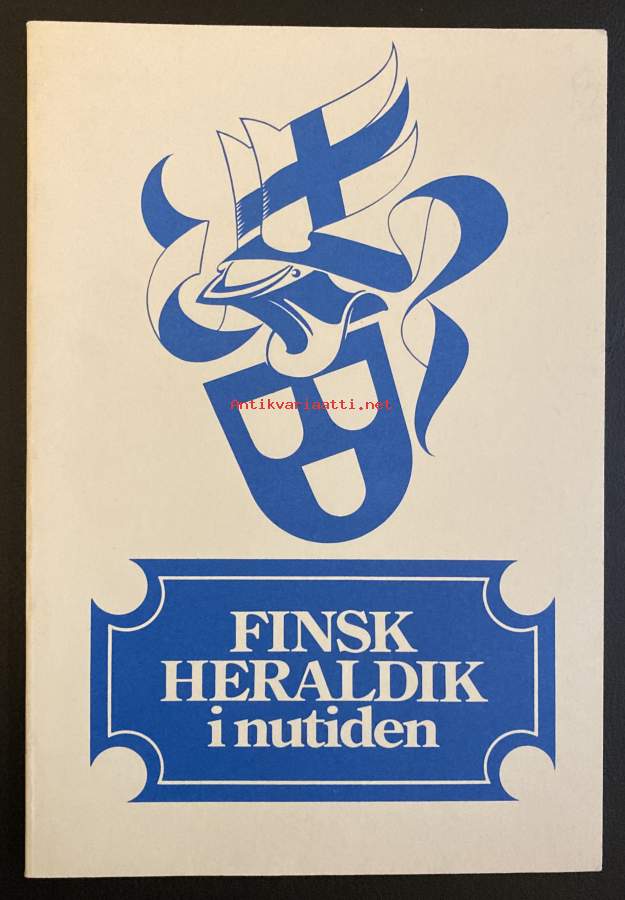 Antikvariaatti.net
FINSK
HERALDIK
i nutiden